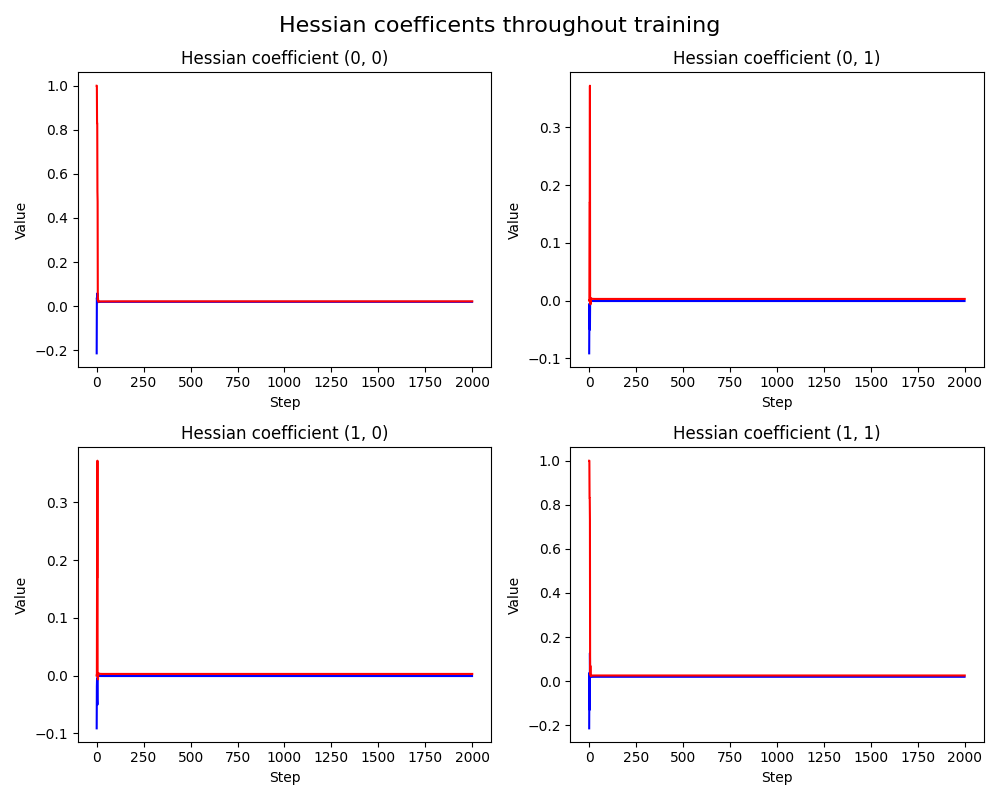 Hessian coefficents throughout training
Hessian coefficient (0, 0)
Value
1.0
0.8
0.6
0.4
0.2
0.0
−0.2
0 250 500 750 1000 1250 1500 1750 2000
Step
Hessian coefficient (0, 1)
Value
0.3
0.2
0.1
0.0
−0.1
0 250 500 750 1000 1250 1500 1750 2000
Step
Hessian coefficient (1, 0)
Value
0.3
0.2
0.1
0.0
−0.1
0 250 500 750 1000 1250 1500 1750 2000
Step
Hessian coefficient (1, 1)
Value
1.0
0.8
0.6
0.4
0.2
0.0
−0.2
0 250 500 750 1000 1250 1500 1750 2000
Step